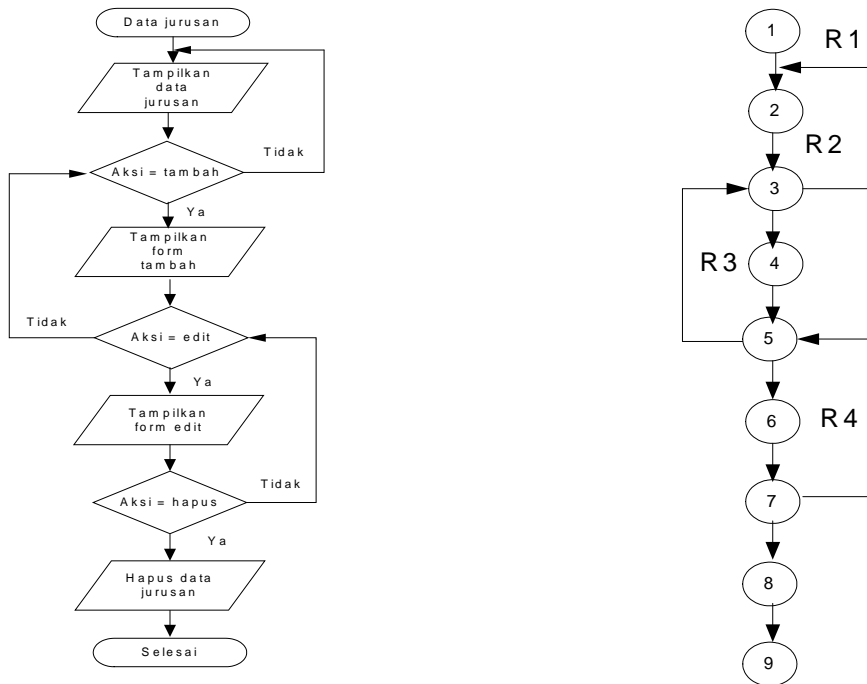 Data jurusan
Tampilkan
data
jurusan
Tidak
Aksi = tambah
Ya
Tampilkan
form
tambah
Tidak
Aksi = edit
Ya
Tampilkan
form edit
Tidak
Aksi = hapus
Ya
Hapus data
jurusan
Selesai
1
R1
2
R2
3
R3
4
5
6
R4
7
8
9